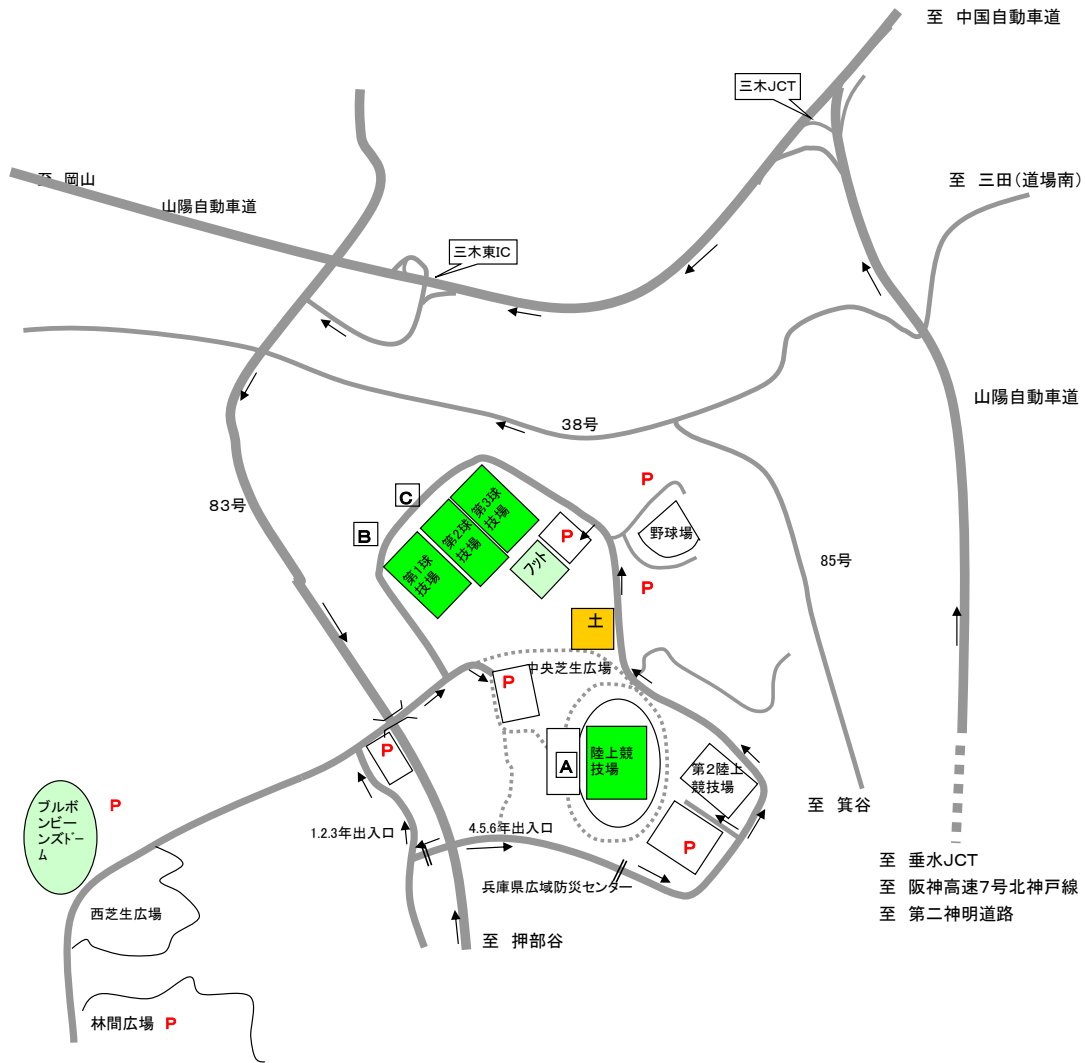 至 中国自動車道
三木JCT
至 岡山
至 三田(道場南)
山陽自動車道
三木東IC
山陽自動車道
38号
P
83号
C
第3球
技場
B
第2球
技場
野球場
P
フット
85号
第1球
技場
P
土
中央芝生広場
P
P
A
陸上競
技場
第2陸上
競技場
ブルボ
ンビー
ンズドー
ム
P
至 箕谷
1.2.3年出入口
4.5.6年出入口
P
至 垂水JCT
兵庫県広域防災センター
至 阪神高速7号北神戸線
西芝生広場
至 第二神明道路
至 押部谷
林間広場 P